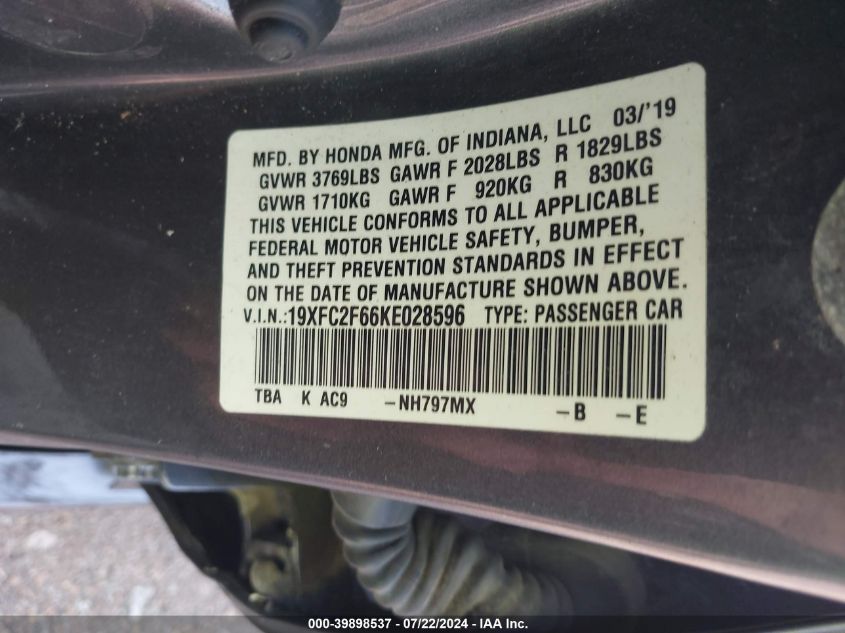 MFD. BY HONDA MFG. OF INDIANA, LLC 03/'19
GVWR 3769LBS GAWR F 2028LBS R 1829LBS
GVWR 1710KG GAWR F 920KG R 830KG
THIS VEHICLE CONFORMS TO ALL APPLICABLE
FEDERAL MOTOR VEHICLE SAFETY, BUMPER,
AND THEFT PREVENTION STANDARDS IN EFFECT
ON THE DATE OF MANUFACTURE SHOWN ABOVE.
V.I.N.:19XFC2F66KE028596 TYPE: PASSENGER CAR
TBA K AC9 -NH797MX -B -E
000-39898537 - 07/22/2024 - IAA Inc.